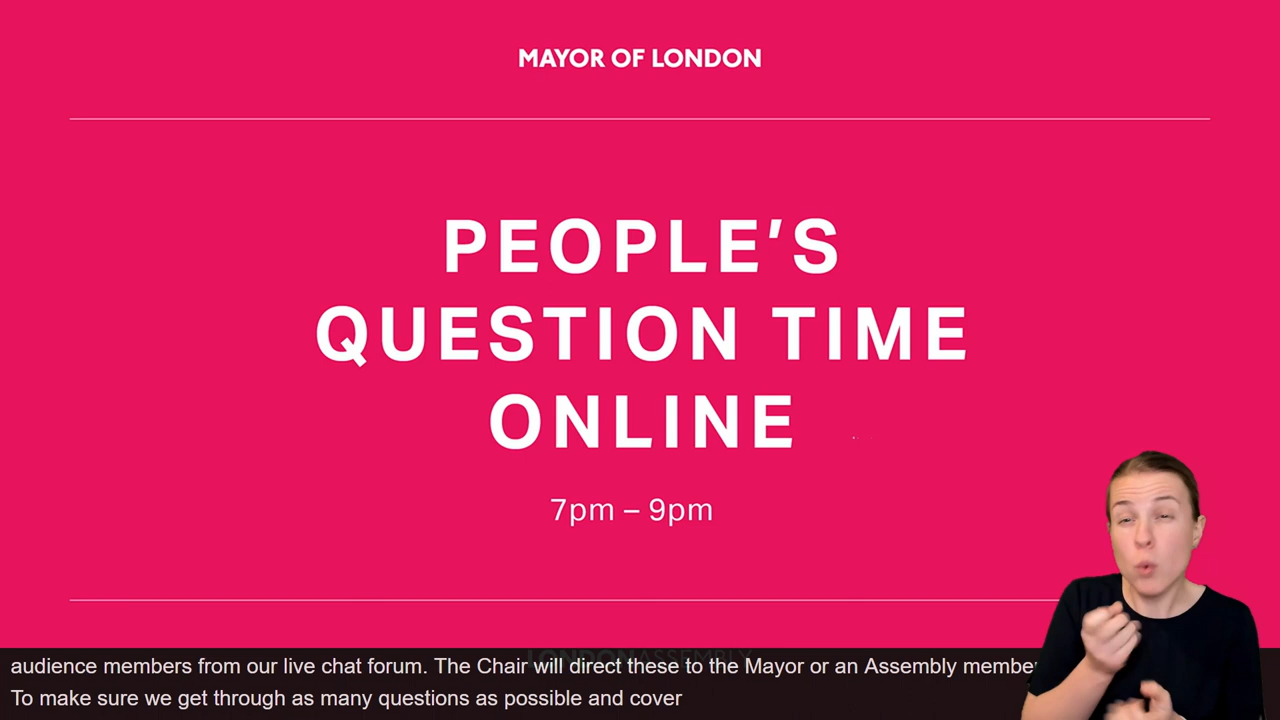 MAYOR OF LONDON
PEOPLE'S
QUESTION TIME
ONLINE
7pm – 9pm
LONDONASSEMBLY
audience members from our live chat forum. The Chair will direct these to the Mayor or an Assembly
To make sure we get through as many questions as possible and cover